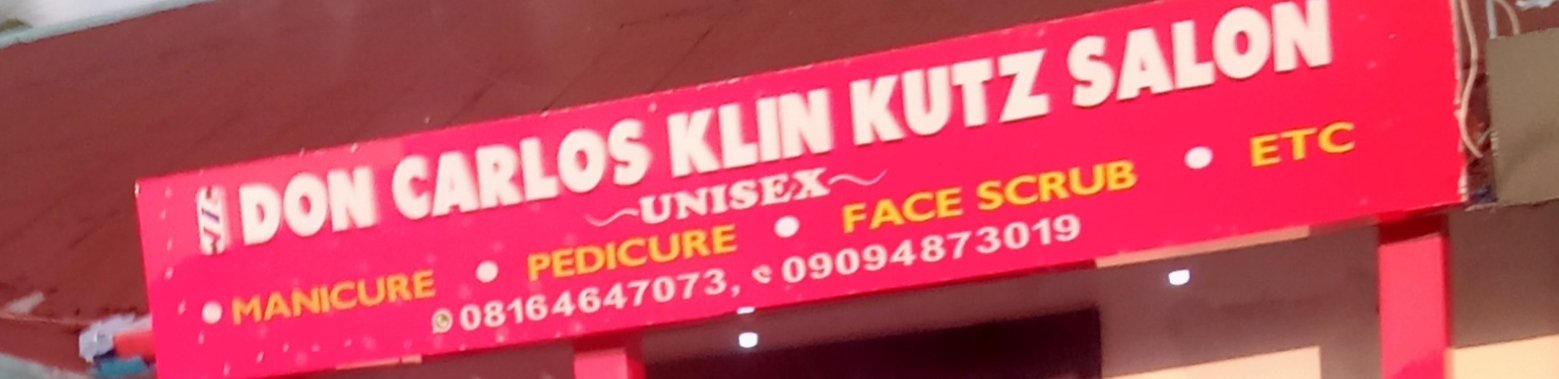 DON CARLOS KLIN KUTZ SALON
~UNISEX~
• MANICURE • PEDICURE • FACE SCRUB • ETC
08164647073, 09094873019